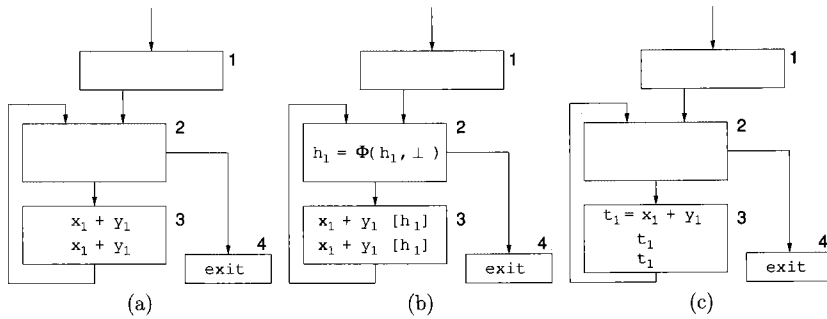 1
2
x₁ + y₁
x₁ + y₁
3
4
exit
(a)
1
2
h₁ = Φ(h₁, ⊥ )
x₁ + y₁ [h₁]
x₁ + y₁ [h₁]
3
4
exit
(b)
1
2
t₁ = x₁ + y₁
t₁
t₁
3
4
exit
(c)